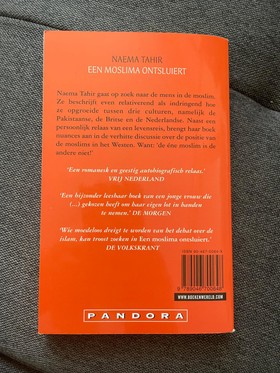 NAEMA TAHIR
EEN MOSLIMA ONTSLUIERT
Naema Tahir gaat op zoek naar de mens in de moslim.
Ze beschrijft even relativerend als indringend hoe
ze opgroeide tussen drie culturen, namelijk de
Pakistaanse, de Britse en de Nederlandse. Naast een
persoonlijk relaas van een levensreis, brengt haar boek
nuances aan in de verhitte discussie over de positie van
de moslims in het Westen. Want: 'de éne moslim is de
andere niet!'
'Een romanesk en geestig autobiografisch relaas.'
VRIJ NEDERLAND
'Een bijzonder leesbaar boek van een jonge vrouw die
(...) gekozen heeft om haar eigen lot in handen
te nemen.' DE MORGEN
'Wie moedeloos dreigt te worden van het debat over de
islam, kan troost zoeken in Een moslima ontsluiert.'
DE VOLKSKRANT
9 789046 700648
WWW.BOEKENWERELD.COM
PANDORA